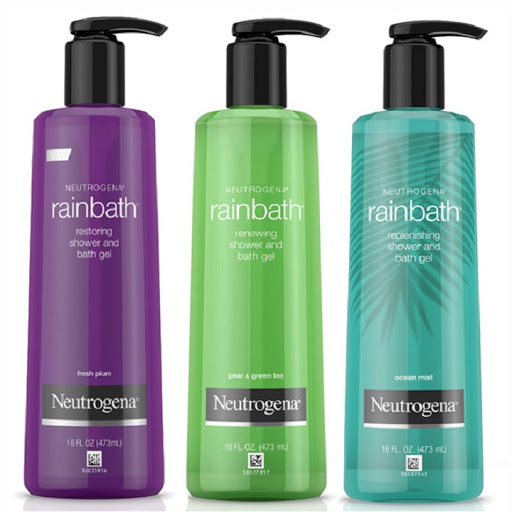 NEW
NEUTROGENA®
rainbath®
restoring
shower and
bath gel
fresh plum
Neutrogena®
16 FL OZ (473mL)
NEUTROGENA®
rainbath®
renewing
shower and
bath gel
pear & green tea
Neutrogena®
16 FL. OZ. (473 mL)
NEUTROGENA®
rainbath®
replenishing
shower and
bath gel
ocean mist
Neutrogena®
16 FL. OZ. (473 mL)